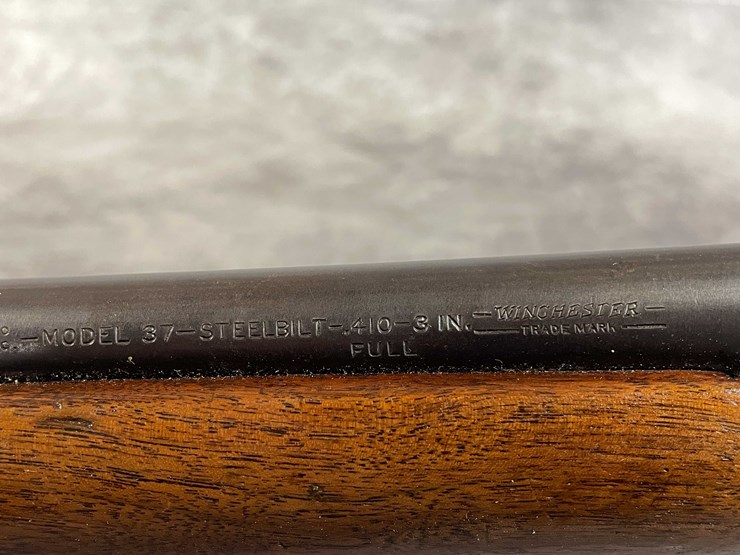 —MODEL 37—STEELBILT—.410—3 IN. —WINCHESTER—
—TRADE MARK—
FULL